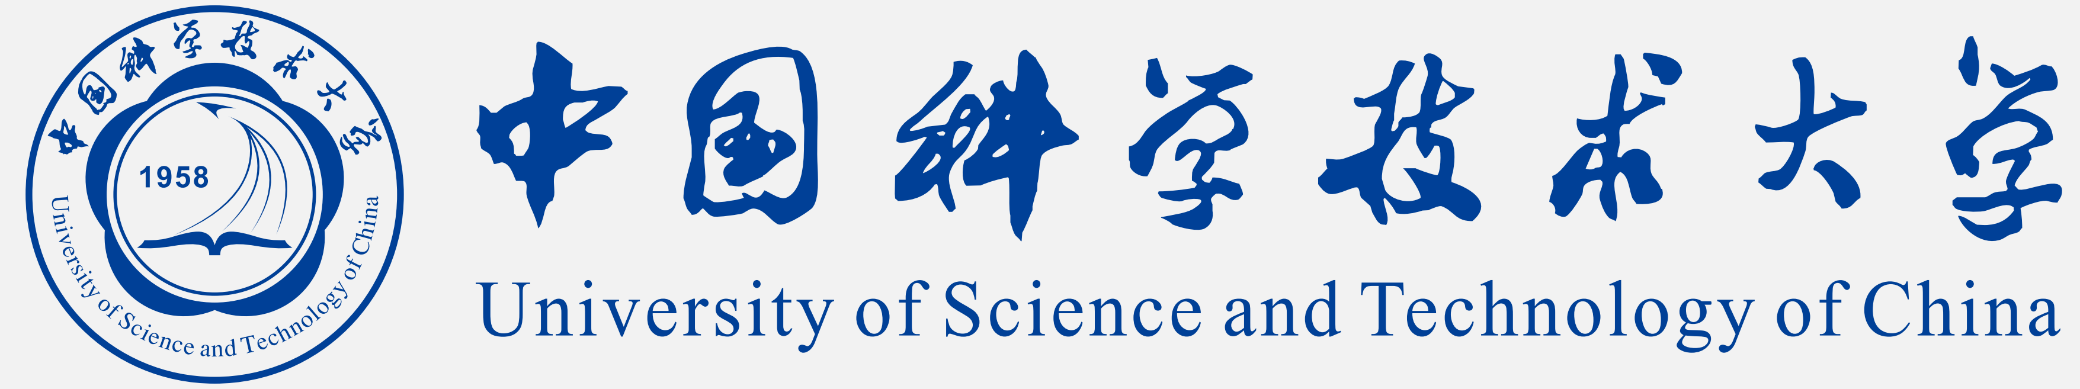 中国科学技术大学
1958
University of Science and Technology of China
中国科学技术大学
University of Science and Technology of China